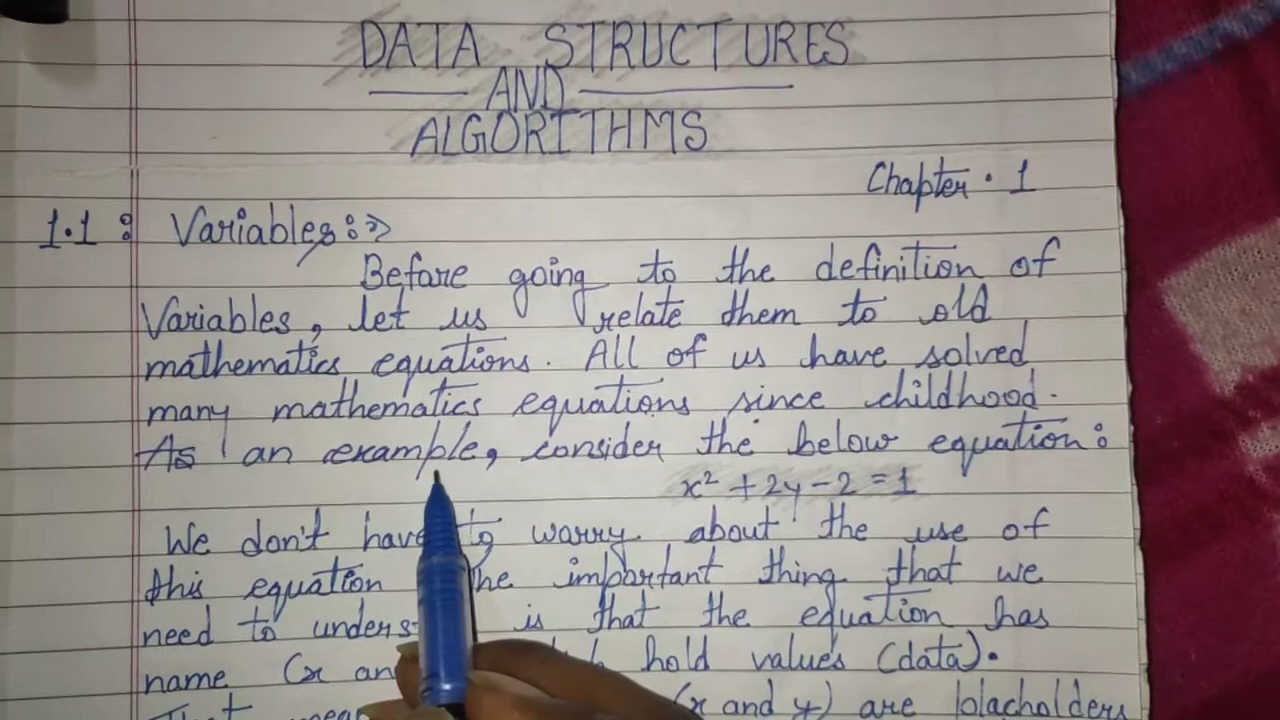 DATA STRUCTURES
AND
ALGORITHMS
Chapter · 1
1.1 : Variables :⇒
Before going to the definition of
Variables, let us relate them to old
mathematics equations. All of us have solved
many mathematics equations since childhood.
As an example, consider the below equation:
x² + 2y - 2 = 1
We don't have to worry about the use of
this equation The important thing that we
need to unders is that the equation has
name (x an hold values (data).
That mean (x and y) are placeholders